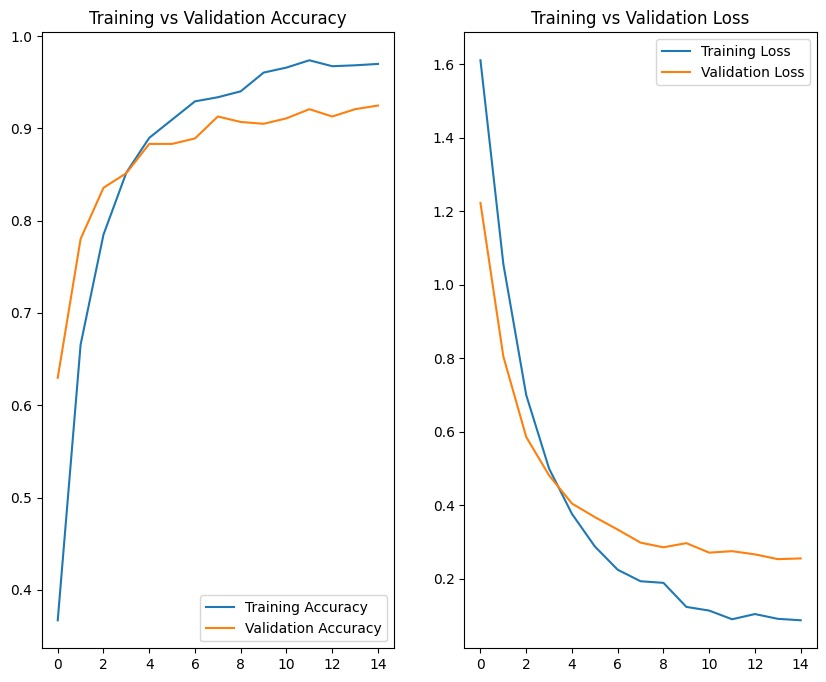 Training vs Validation Accuracy
1.0
0.9
0.8
0.7
0.6
0.5
0.4
Training Accuracy
Validation Accuracy
0 2 4 6 8 10 12 14
Training vs Validation Loss
Training Loss
Validation Loss
1.6
1.4
1.2
1.0
0.8
0.6
0.4
0.2
0 2 4 6 8 10 12 14